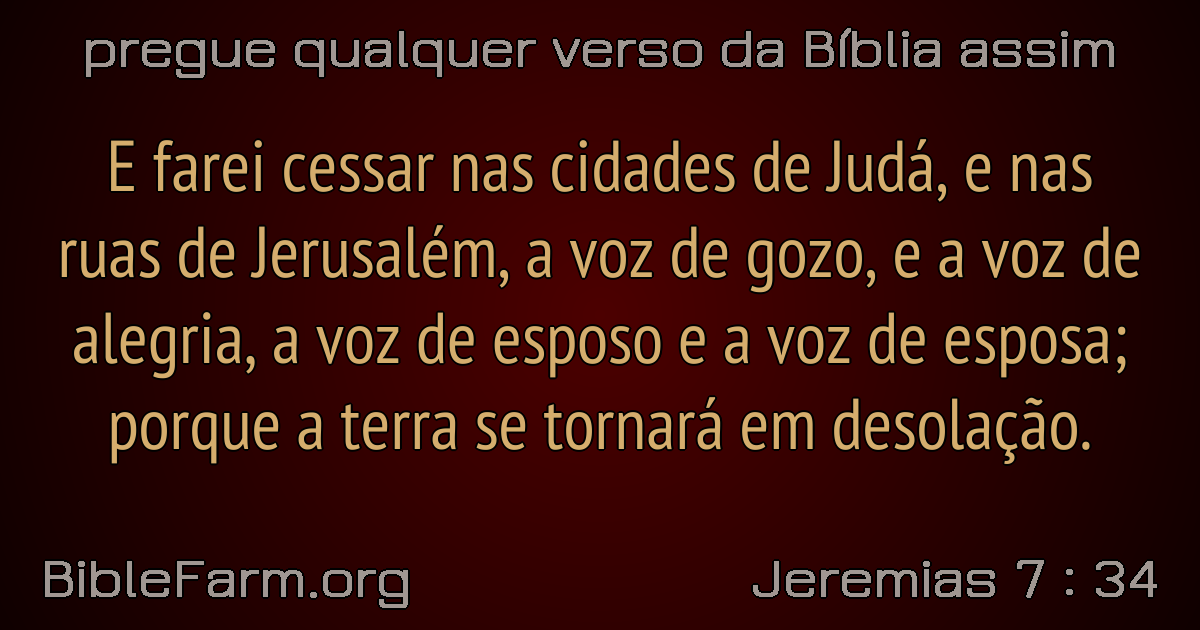 pregue qualquer verso da Bíblia assim
E farei cessar nas cidades de Judá, e nas
ruas de Jerusalém, a voz de gozo, e a voz de
alegria, a voz de esposo e a voz de esposa;
porque a terra se tornará em desolação.
BibleFarm.org
Jeremias 7 : 34